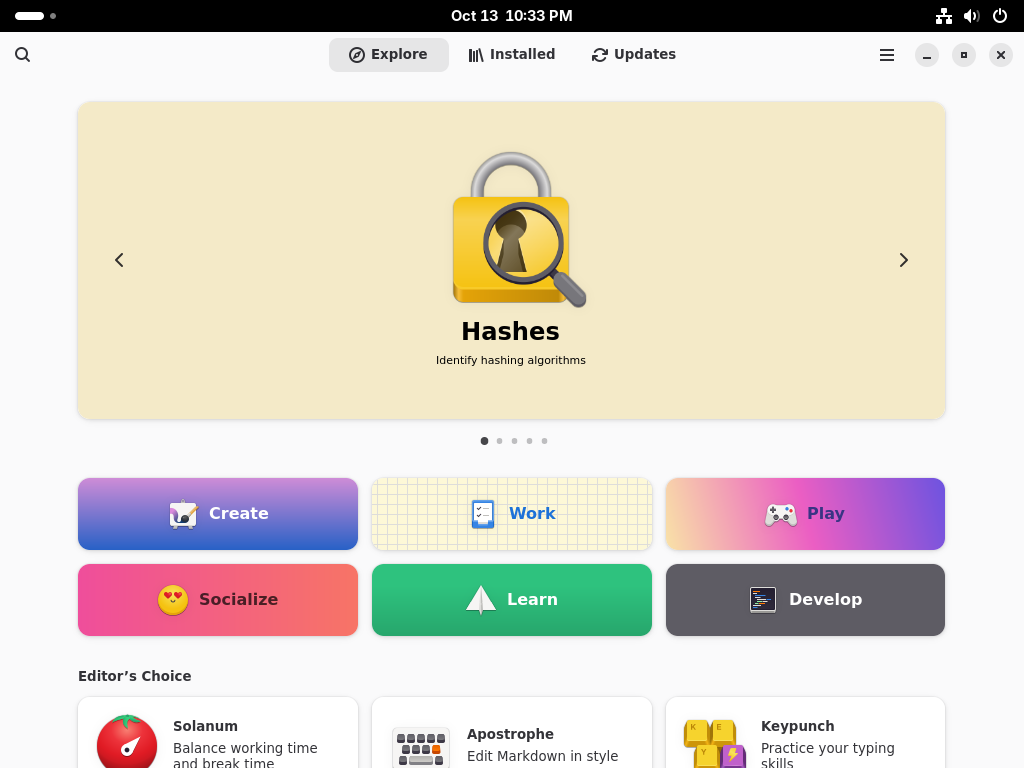 Oct 13  10:33 PM
Explore
Installed
Updates
Hashes
Identify hashing algorithms
Create
Work
Play
Socialize
Learn
Develop
Editor’s Choice
Solanum
Balance working time
and break time
Apostrophe
Edit Markdown in style
K E
Y
Keypunch
Practice your typing
skills